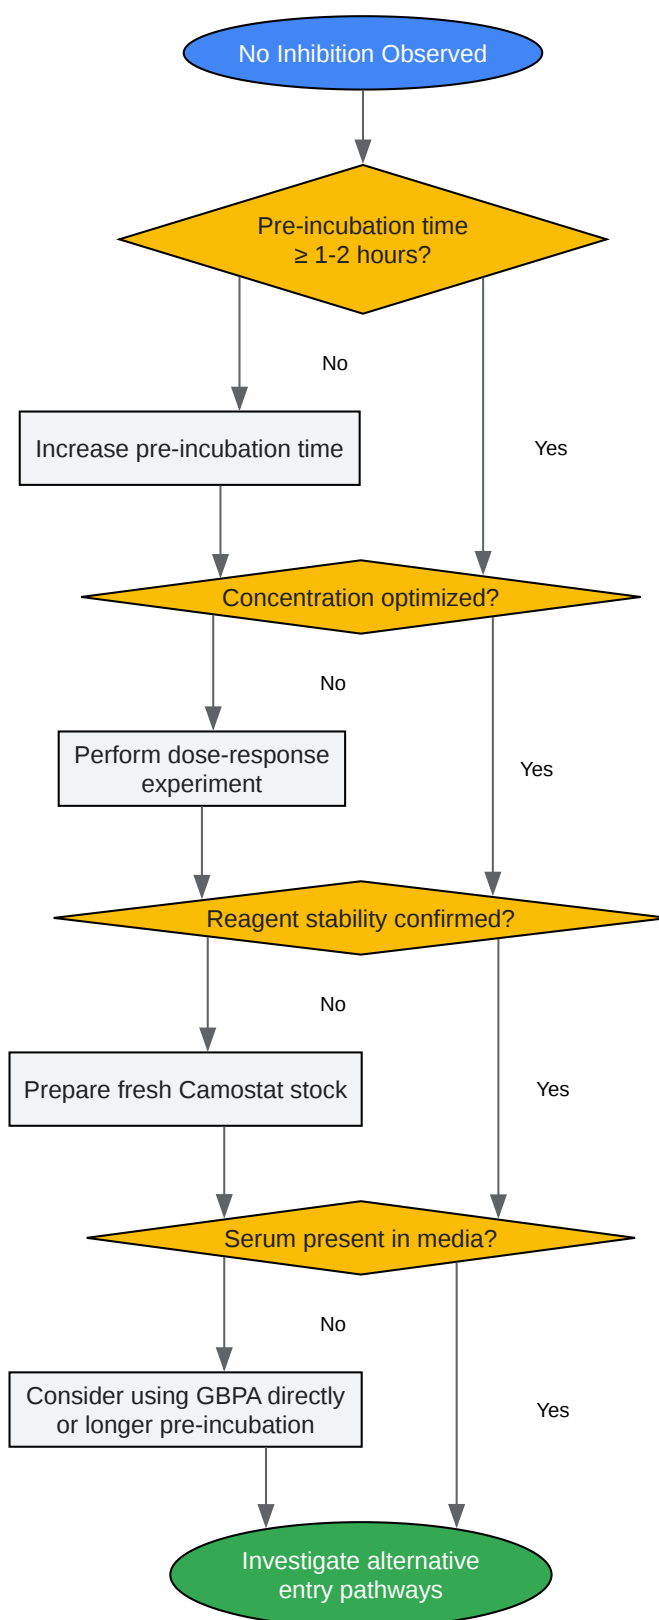 No Inhibition Observed
Pre-incubation time
≥ 1-2 hours?
No
Increase pre-incubation time
Yes
Concentration optimized?
No
Perform dose-response
experiment
Yes
Reagent stability confirmed?
No
Prepare fresh Camostat stock
Yes
Serum present in media?
No
Consider using GBPA directly
or longer pre-incubation
Yes
Investigate alternative
entry pathways